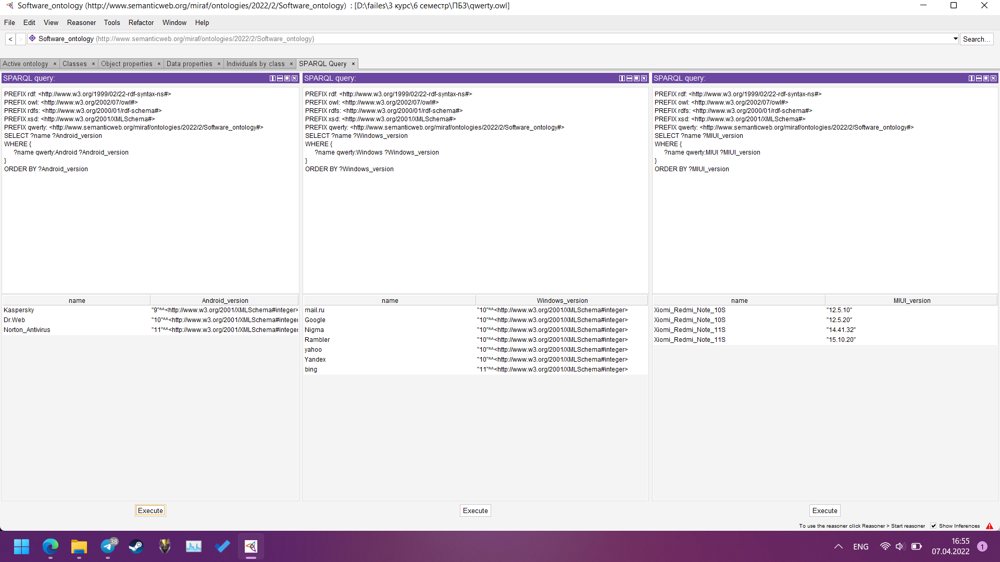 Software_ontology (http://www.semanticweb.org/miraf/ontologies/2022/2/Software_ontology)  : [D:\failes\3 курс\6 семестр\ПБЗ\qwerty.owl]
File Edit View Reasoner Tools Refactor Window Help
< > Software_ontology (http://www.semanticweb.org/miraf/ontologies/2022/2/Software_ontology) Search...
Active ontology × Classes × Object properties × Data properties × Individuals by class × SPARQL Query ×
SPARQL query:
PREFIX rdf: <http://www.w3.org/1999/02/22-rdf-syntax-ns#>
PREFIX owl: <http://www.w3.org/2002/07/owl#>
PREFIX rdfs: <http://www.w3.org/2000/01/rdf-schema#>
PREFIX xsd: <http://www.w3.org/2001/XMLSchema#>
PREFIX qwerty: <http://www.semanticweb.org/miraf/ontologies/2022/2/Software_ontology#>
SELECT ?name ?Android_version
WHERE {
?name qwerty:Android ?Android_version
}
ORDER BY ?Android_version
name Android_version
Kaspersky "9"^^<http://www.w3.org/2001/XMLSchema#integer>
Dr.Web "10"^^<http://www.w3.org/2001/XMLSchema#integer
Norton_Antivirus "11"^^<http://www.w3.org/2001/XMLSchema#integer
Execute
SPARQL query:
PREFIX rdf: <http://www.w3.org/1999/02/22-rdf-syntax-ns#>
PREFIX owl: <http://www.w3.org/2002/07/owl#>
PREFIX rdfs: <http://www.w3.org/2000/01/rdf-schema#>
PREFIX xsd: <http://www.w3.org/2001/XMLSchema#>
PREFIX qwerty: <http://www.semanticweb.org/miraf/ontologies/2022/2/Software_ontology#>
SELECT ?name ?Windows_version
WHERE {
?name qwerty:Windows ?Windows_version
}
ORDER BY ?Windows_version
name Windows_version
mail.ru "10"^^<http://www.w3.org/2001/XMLSchema#integer>
Google "10"^^<http://www.w3.org/2001/XMLSchema#integer>
Nigma "10"^^<http://www.w3.org/2001/XMLSchema#integer>
Rambler "10"^^<http://www.w3.org/2001/XMLSchema#integer>
yahoo "10"^^<http://www.w3.org/2001/XMLSchema#integer>
Yandex "10"^^<http://www.w3.org/2001/XMLSchema#integer>
bing "11"^^<http://www.w3.org/2001/XMLSchema#integer>
Execute
SPARQL query:
PREFIX rdf: <http://www.w3.org/1999/02/22-rdf-syntax-ns#>
PREFIX owl: <http://www.w3.org/2002/07/owl#>
PREFIX rdfs: <http://www.w3.org/2000/01/rdf-schema#>
PREFIX xsd: <http://www.w3.org/2001/XMLSchema#>
PREFIX qwerty: <http://www.semanticweb.org/miraf/ontologies/2022/2/Software_ontology#>
SELECT ?name ?MIUI_version
WHERE {
?name qwerty:MIUI ?MIUI_version
}
ORDER BY ?MIUI_version
name MIUI_version
Xiomi_Redmi_Note_10S "12.5.10"
Xiomi_Redmi_Note_10S "12.5.20"
Xiomi_Redmi_Note_11S "14.41.32"
Xiomi_Redmi_Note_11S "15.10.20"
Execute
To use the reasoner click Reasoner > Start reasoner Show Inferences
38
ENG
16:55
07.04.2022
1